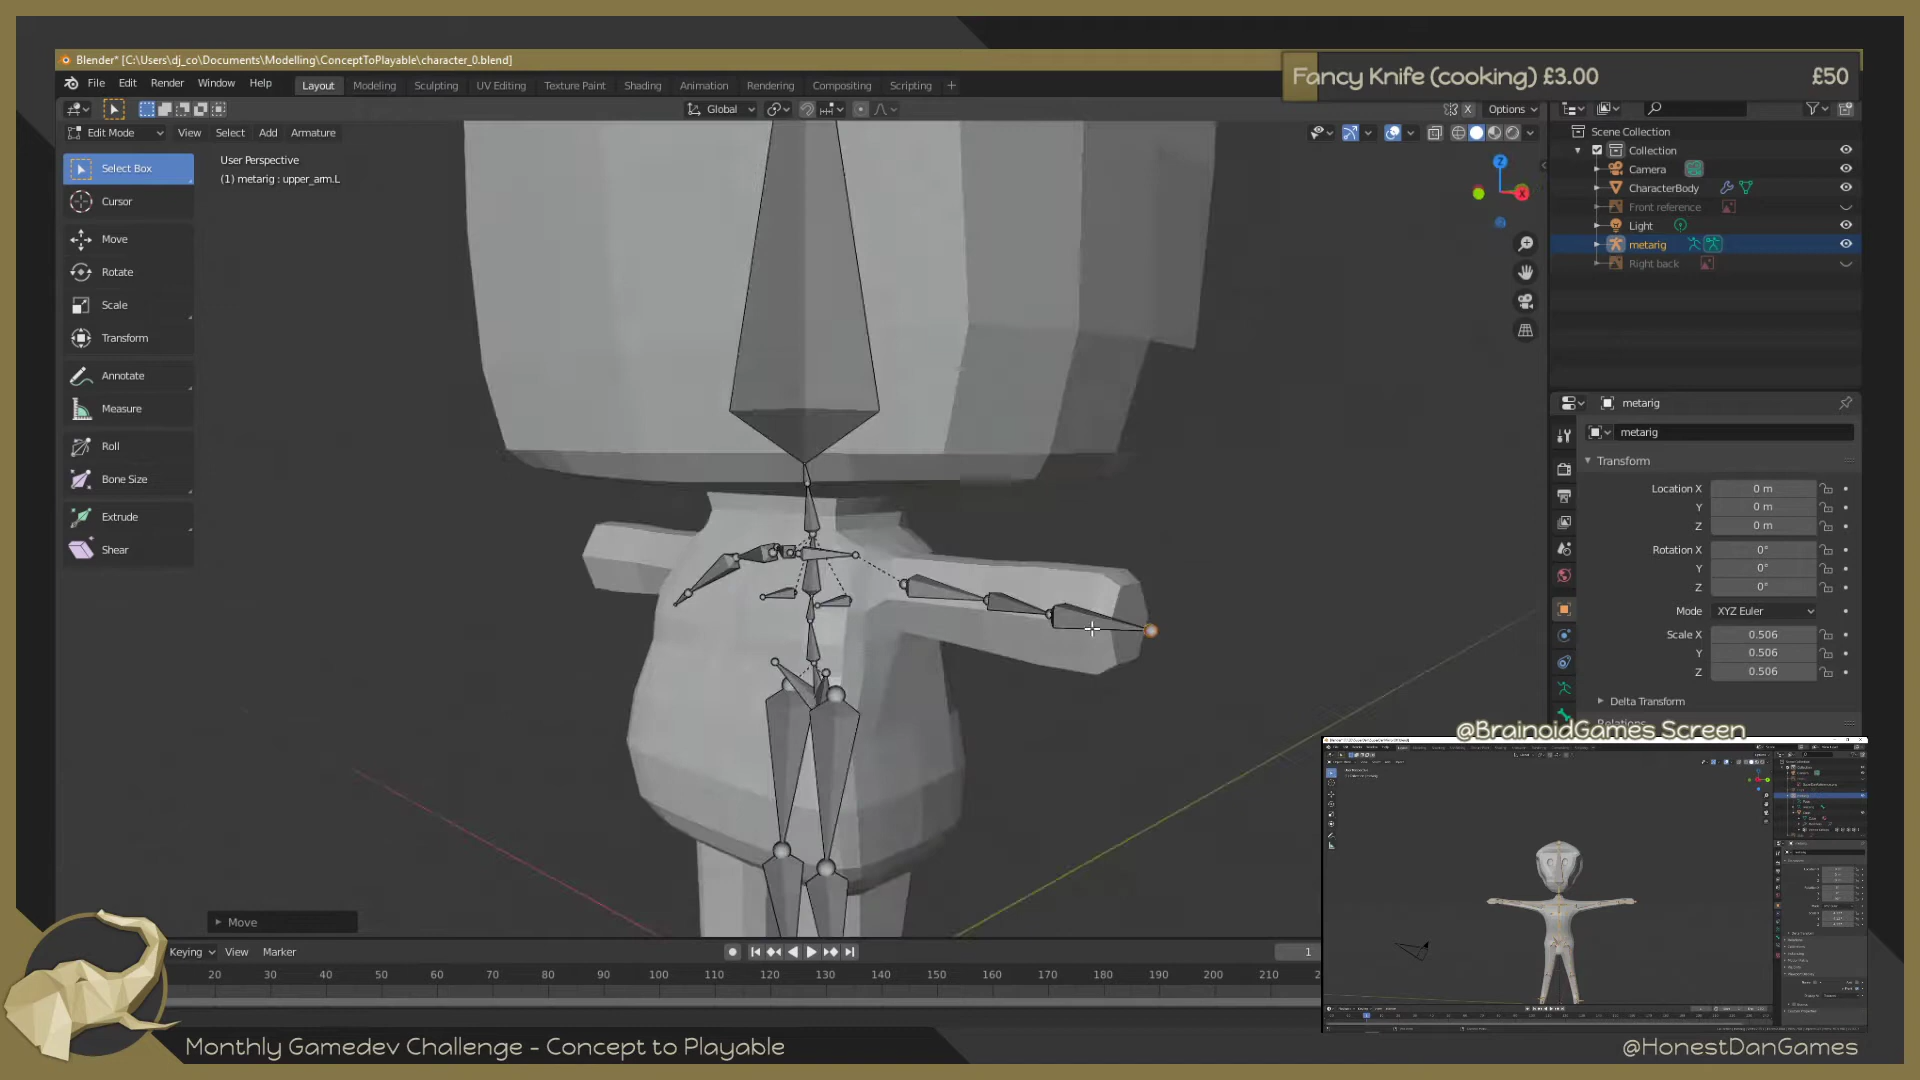 Blender* [C:\Users\dj_co\Documents\Modelling\ConceptToPlayable\character_0.blend]
File Edit Render Window Help
Layout Modeling Sculpting UV Editing Texture Paint Shading Animation Rendering Compositing Scripting +
Fancy Knife (cooking) £3.00 £50
Global
X Options
Edit Mode View Select Add Armature
User Perspective
(1) metarig : upper_arm.L
Select Box
Cursor
Move
Rotate
Scale
Transform
Annotate
Measure
Roll
Bone Size
Extrude
Shear
Z
X
Scene Collection
Collection
Camera
CharacterBody
Front reference
Light
metarig
Right back
metarig
metarig
Transform
Location X 0 m
Y 0 m
Z 0 m
Rotation X 0°
Y 0°
Z 0°
Mode XYZ Euler
Scale X 0.506
Y 0.506
Z 0.506
Delta Transform
Relations
@BrainoidGames Screen
Move
Keying View Marker
1
20 30 40 50 60 70 80 90 100 110 120 130 140 150 160 170 180 190 200 210
Monthly Gamedev Challenge - Concept to Playable
@HonestDanGames